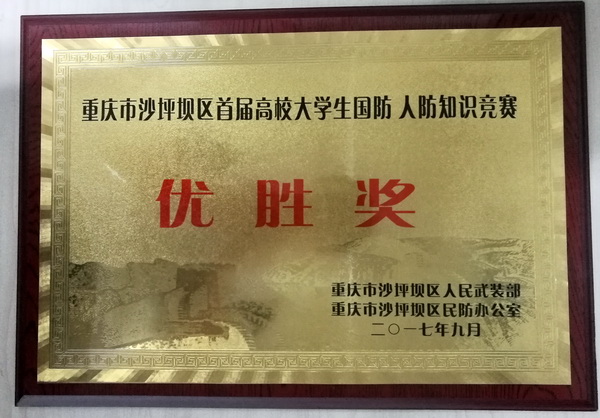 重庆市沙坪坝区首届高校大学生国防 人防知识竞赛
优胜奖
重庆市沙坪坝区人民武装部
重庆市沙坪坝区民防办公室
二〇一七年九月